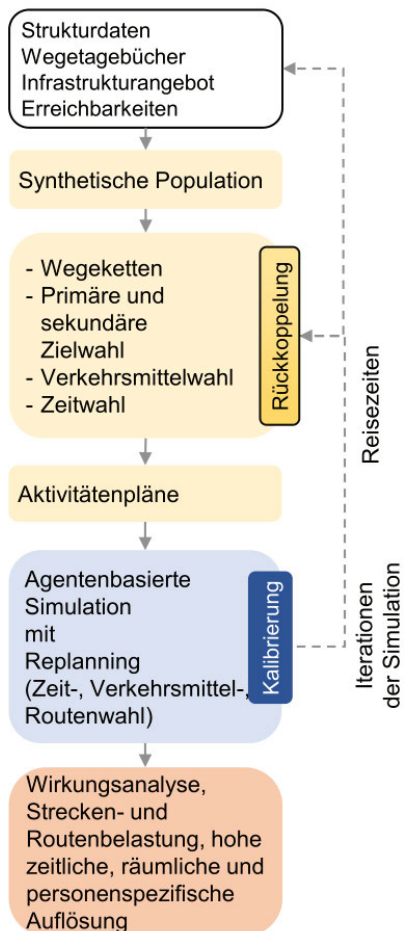 Strukturdaten
Wegetagebücher
Infrastrukturangebot
Erreichbarkeiten
Synthetische Population
- Wegeketten
- Primäre und
sekundäre
Zielwahl
- Verkehrsmittelwahl
- Zeitwahl
Rückkoppelung
Aktivitätenpläne
Agentenbasierte
Simulation
mit
Replanning
(Zeit-, Verkehrsmittel-,
Routenwahl)
Kalibrierung
Reisezeiten
Iterationen
der Simulation
Wirkungsanalyse,
Strecken- und
Routenbelastung, hohe
zeitliche, räumliche und
personenspezifische
Auflösung